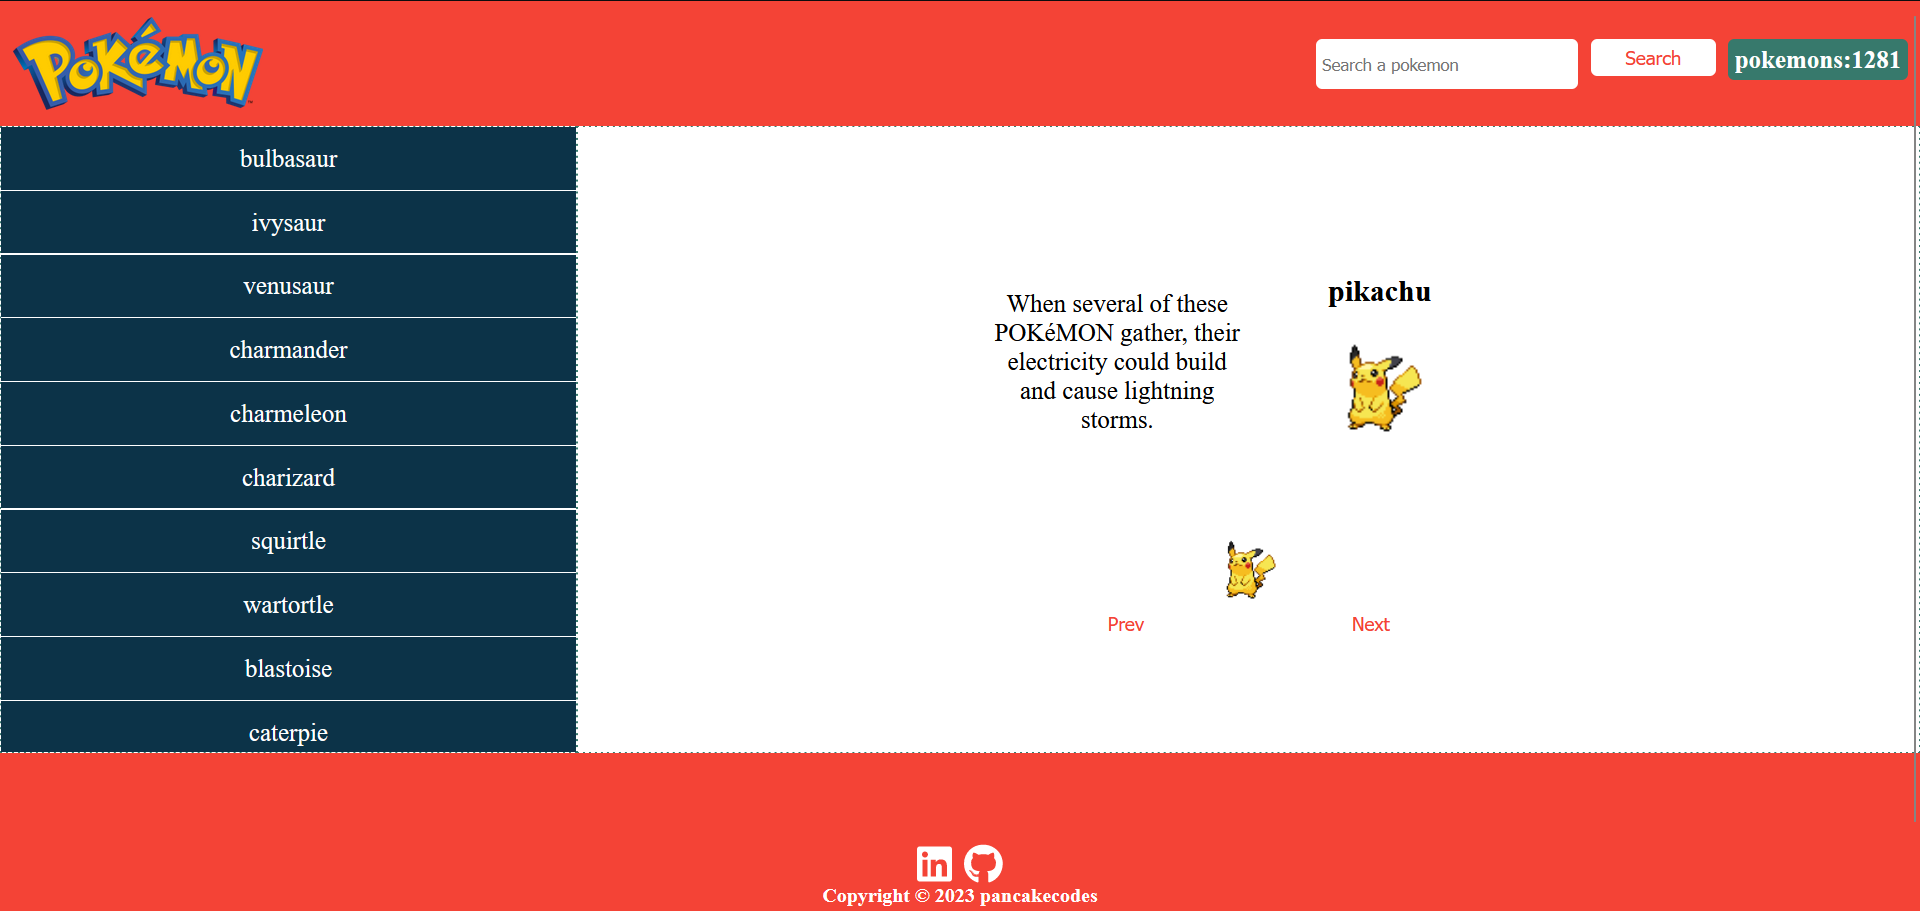 POKéMON
Search a pokemon
Search
pokemons:1281
bulbasaur
ivysaur
venusaur
charmander
charmeleon
charizard
squirtle
wartortle
blastoise
caterpie
When several of these
POKéMON gather, their
electricity could build
and cause lightning
storms.
pikachu
Prev
Next
in
Copyright © 2023 pancakecodes